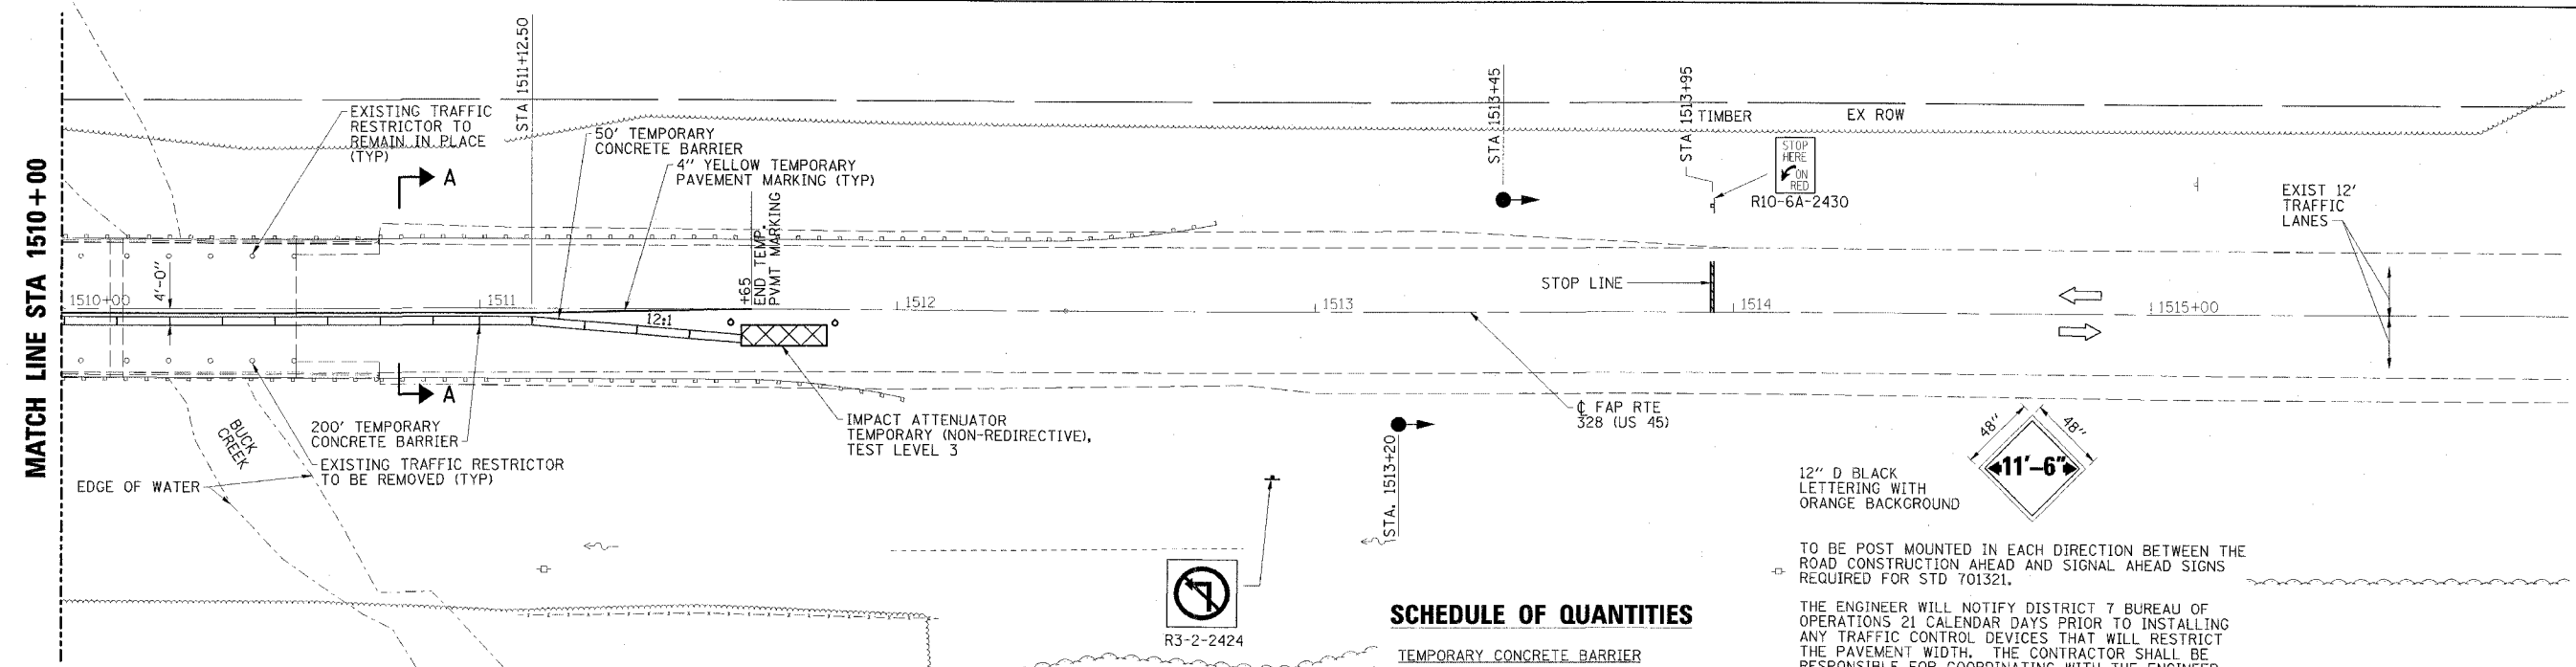 MATCH LINE STA 1510+00
EXISTING TRAFFIC
RESTRICTOR TO
REMAIN IN PLACE
(TYP)
A
STA 1511+12.50
50' TEMPORARY
CONCRETE BARRIER
4" YELLOW TEMPORARY
PAVEMENT MARKING (TYP)
+65
END TEMP.
PVMT MARKING
STA 1513+45
STA 1513+95
TIMBER
EX ROW
STOP
HERE
ON
RED
R10-6A-2430
EXIST 12'
TRAFFIC
LANES
STOP LINE
4'-0"
1510+00
1511
12:1
1512
1513
1514
1515+00
A
BUCK
CREEK
200' TEMPORARY
CONCRETE BARRIER
EXISTING TRAFFIC RESTRICTOR
TO BE REMOVED (TYP)
EDGE OF WATER
IMPACT ATTENUATOR
TEMPORARY (NON-REDIRECTIVE),
TEST LEVEL 3
STA. 1513+20
℄ FAP RTE
328 (US 45)
48"
48"
11'-6"
12" D BLACK
LETTERING WITH
ORANGE BACKGROUND
R3-2-2424
SCHEDULE OF QUANTITIES
TEMPORARY CONCRETE BARRIER
TO BE POST MOUNTED IN EACH DIRECTION BETWEEN THE
ROAD CONSTRUCTION AHEAD AND SIGNAL AHEAD SIGNS
REQUIRED FOR STD 701321.
THE ENGINEER WILL NOTIFY DISTRICT 7 BUREAU OF
OPERATIONS 21 CALENDAR DAYS PRIOR TO INSTALLING
ANY TRAFFIC CONTROL DEVICES THAT WILL RESTRICT
THE PAVEMENT WIDTH. THE CONTRACTOR SHALL BE
RESPONSIBLE FOR COORDINATING WITH THE ENGINEER